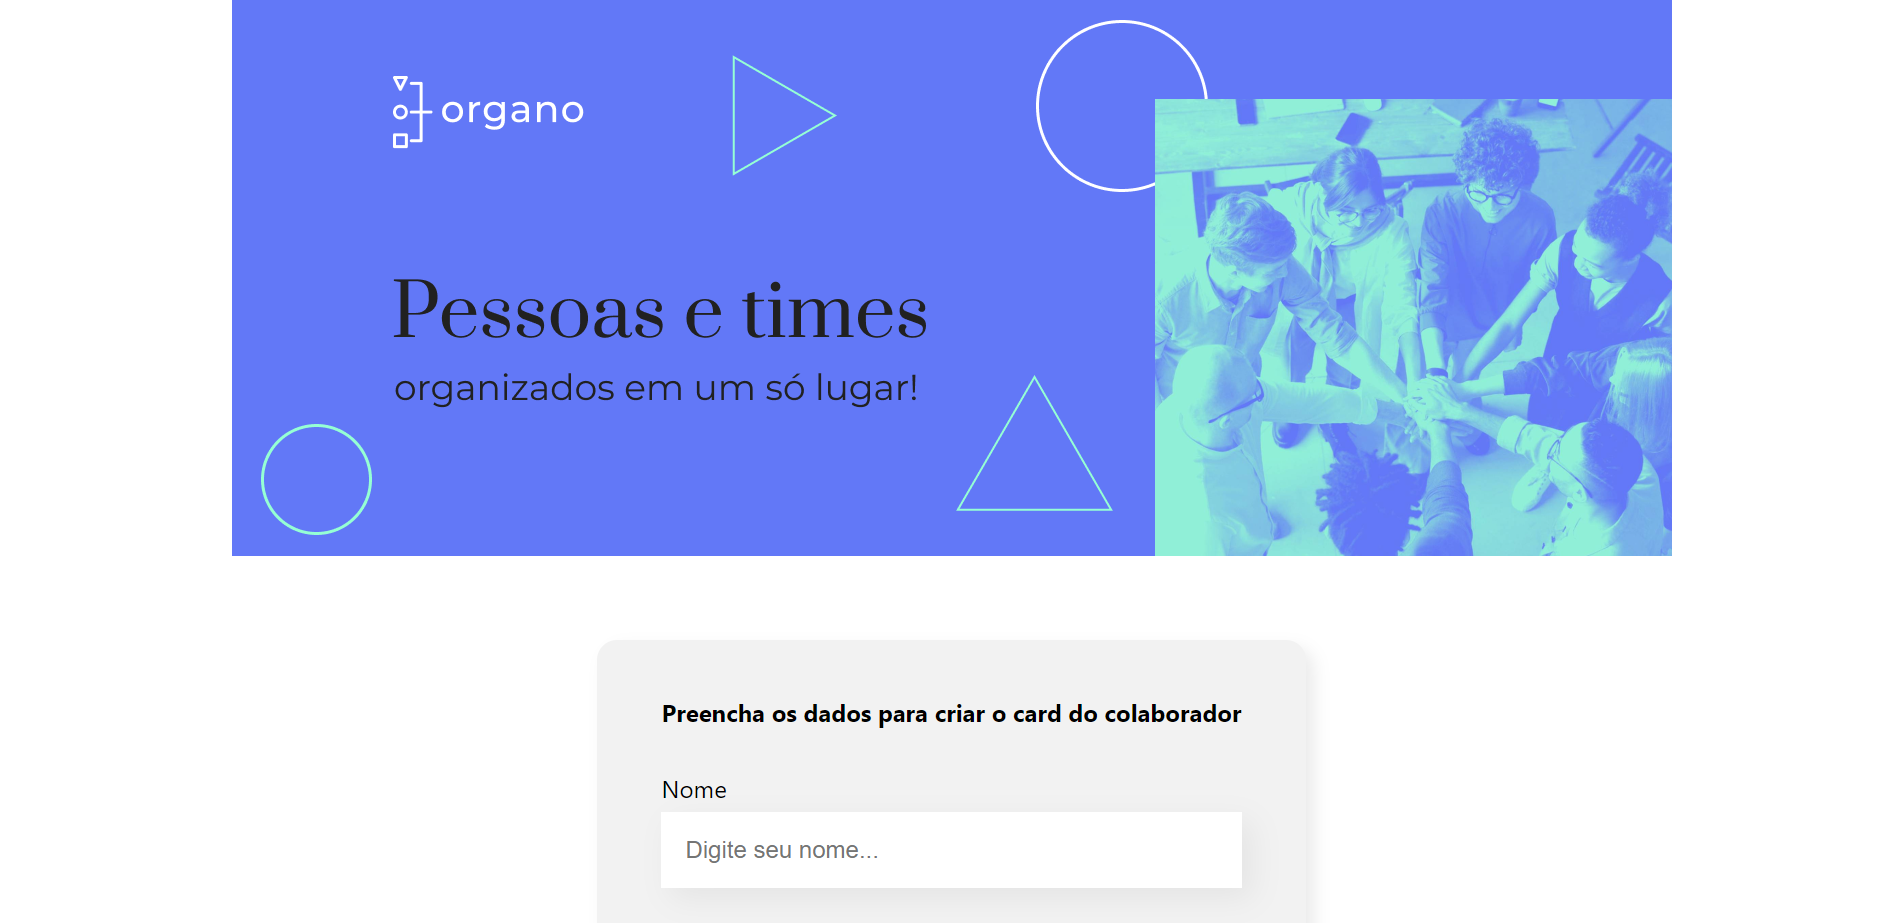 organo
Pessoas e times
organizados em um só lugar!
Preencha os dados para criar o card do colaborador
Nome
Digite seu nome...